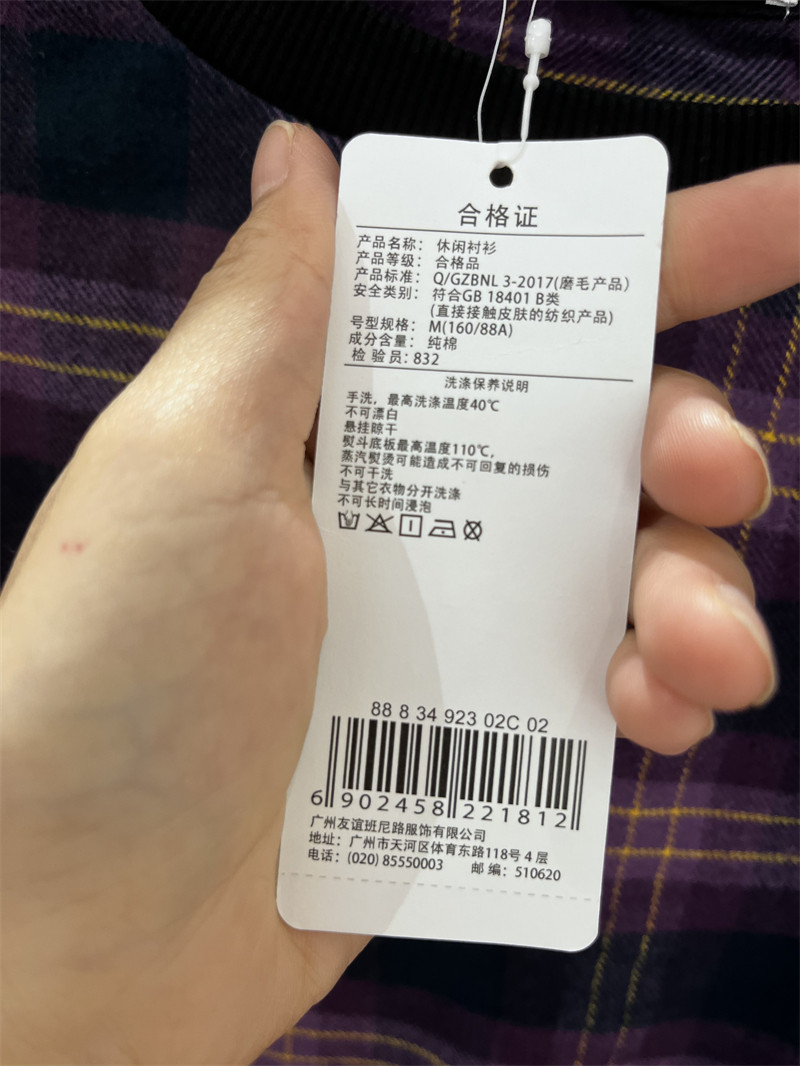 合格证
产品名称： 休闲衬衫
产品等级： 合格品
产品标准： Q/GZBNL 3-2017(磨毛产品)
安全类别： 符合GB 18401 B类
(直接接触皮肤的纺织产品)
号型规格： M(160/88A)
成分含量： 纯棉
检 验 员: 832
洗涤保养说明
手洗，最高洗涤温度40℃
不可漂白
悬挂晾干
熨斗底板最高温度110℃，
蒸汽熨烫可能造成不可回复的损伤
不可干洗
与其它衣物分开洗涤
不可长时间浸泡
88 8 34 923 02C 02
6 902458 221812
广州友谊班尼路服饰有限公司
地址：广州市天河区体育东路118号 4 层
电话：(020) 85550003 邮 编：510620